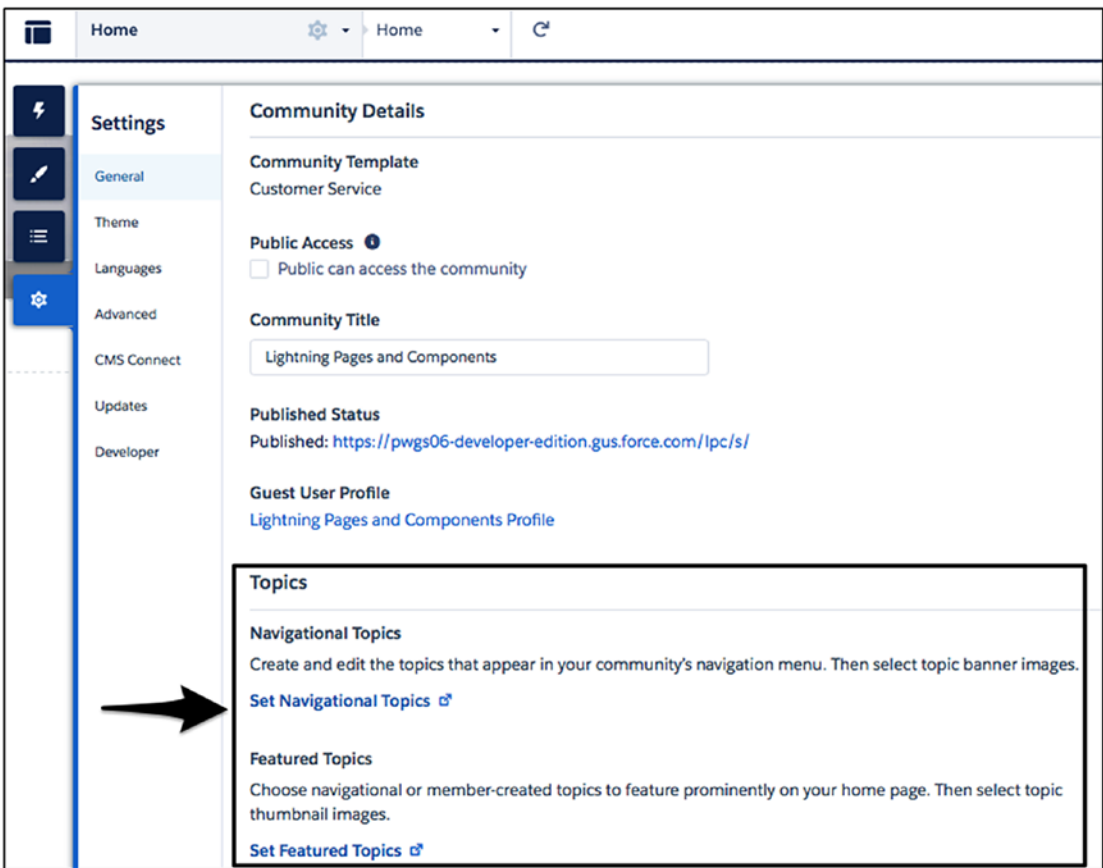 Home
Home
Settings
General
Theme
Languages
Advanced
CMS Connect
Updates
Developer
Community Details
Community Template
Customer Service
Public Access
Public can access the community
Community Title
Lightning Pages and Components
Published Status
Published: https://pwgs06-developer-edition.gus.force.com/lpc/s/
Guest User Profile
Lightning Pages and Components Profile
Topics
Navigational Topics
Create and edit the topics that appear in your community's navigation menu. Then select topic banner images.
Set Navigational Topics
Featured Topics
Choose navigational or member-created topics to feature prominently on your home page. Then select topic
thumbnail images.
Set Featured Topics